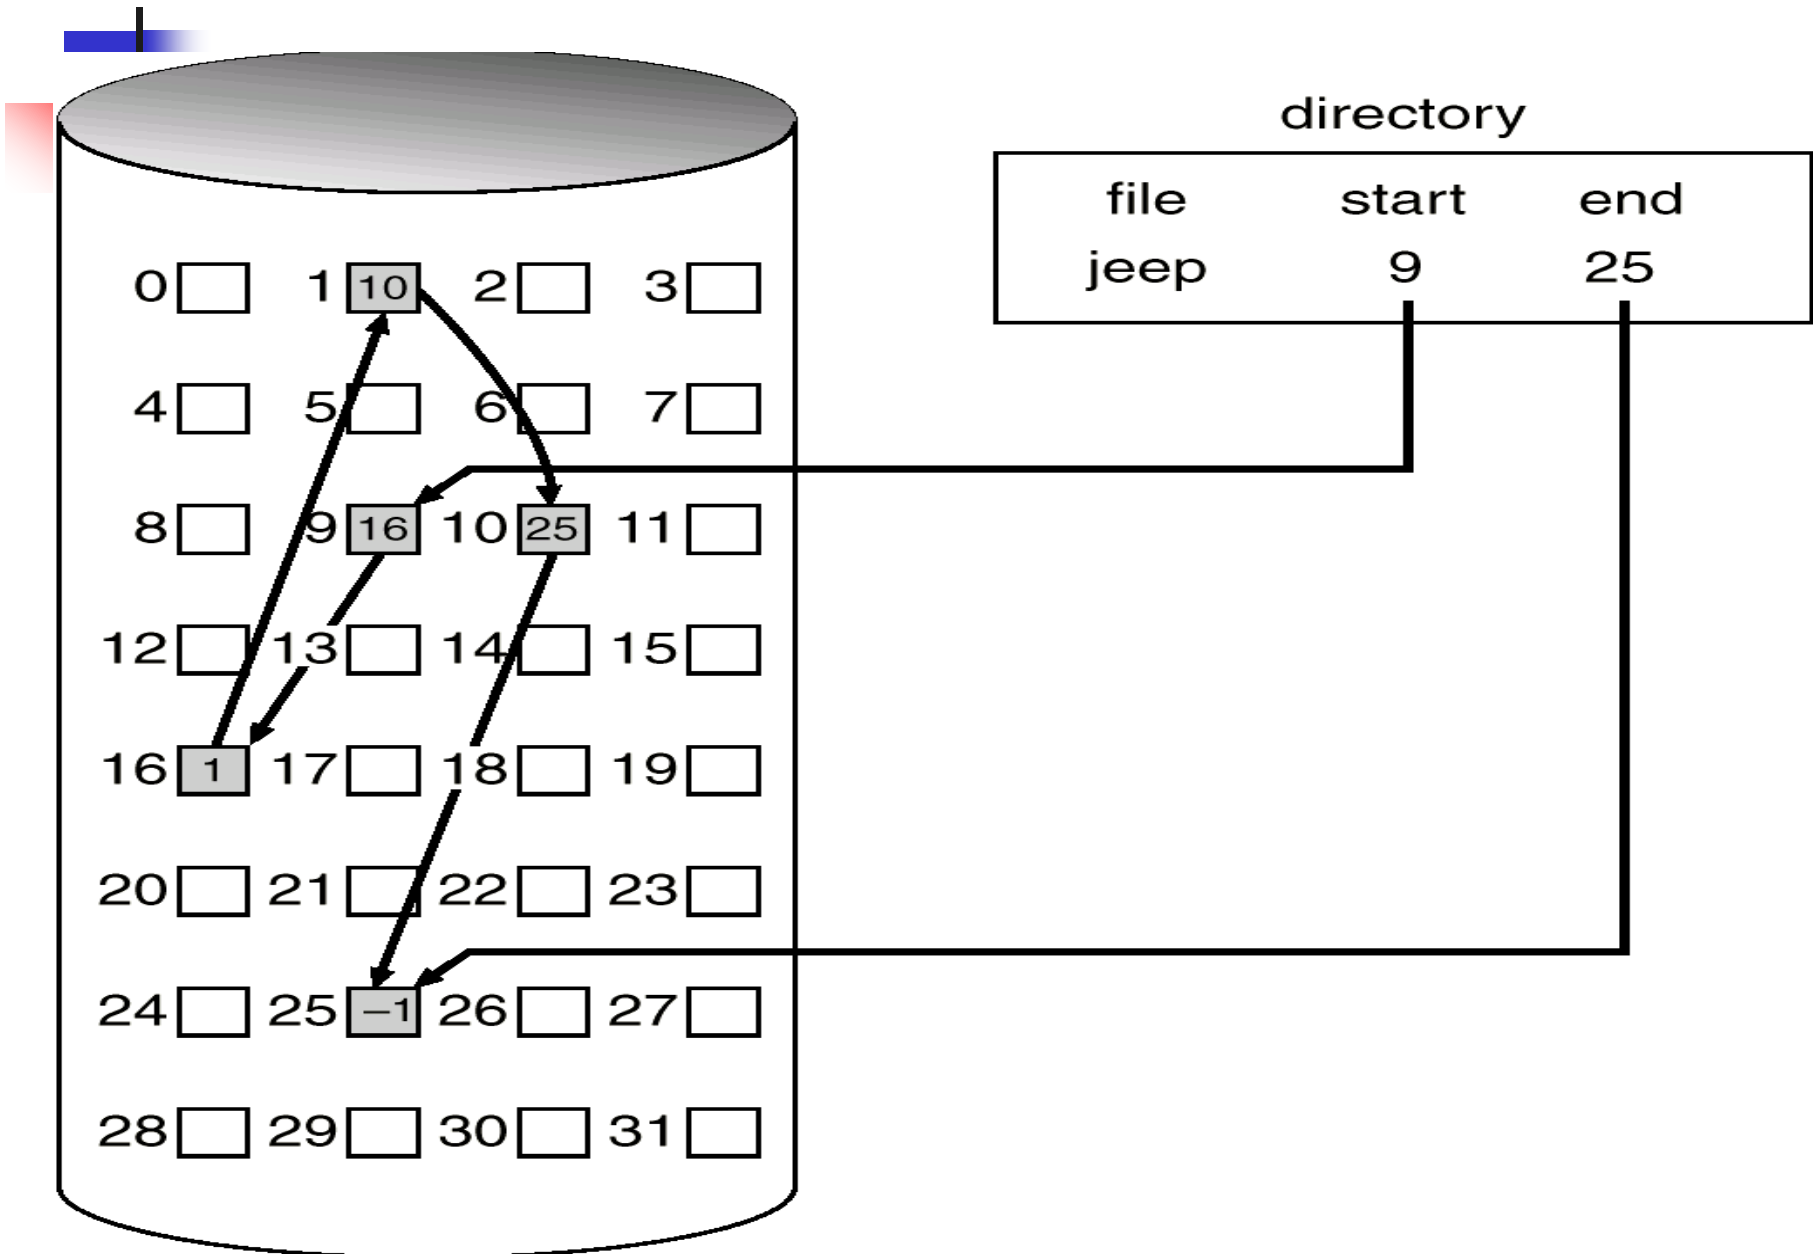 directory
file start end
jeep 9 25
0 1 10 2 3
4 5 6 7
8 9 16 10 25 11
12 13 14 15
16 1 17 18 19
20 21 22 23
24 25 −1 26 27
28 29 30 31